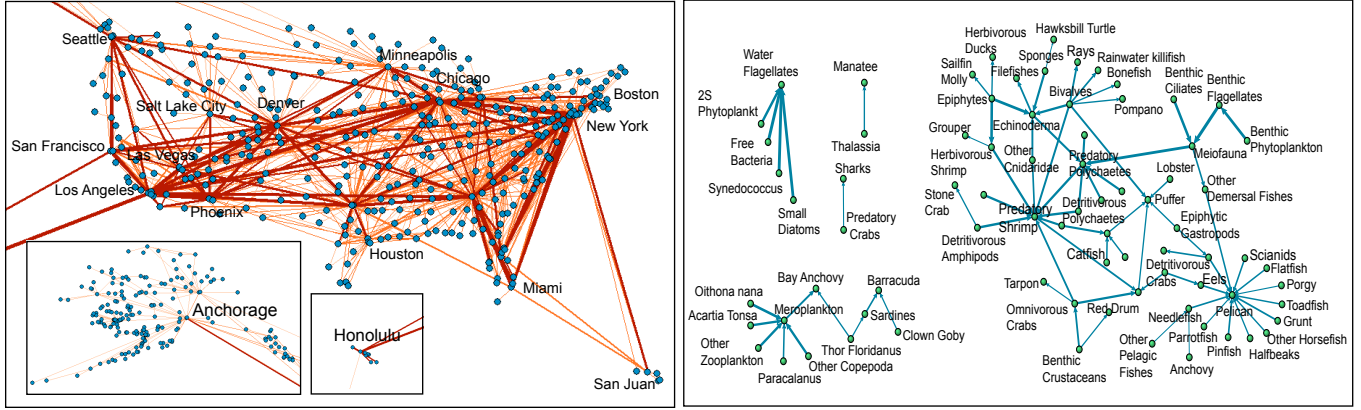 Seattle
Minneapolis
Chicago
Boston
Salt Lake City
Denver
New York
San Francisco
Las Vegas
Los Angeles
Phoenix
Houston
Miami
San Juan
Anchorage
Honolulu
Water
Flagellates
2S
Phytoplankt
Free
Bacteria
Synedococcus
Small
Diatoms
Manatee
Thalassia
Sharks
Predatory
Crabs
Hawksbill Turtle
Herbivorous
Ducks
Sponges
Rays
Sailfin
Molly
Filefishes
Rainwater killifish
Bonefish
Epiphytes
Bivalves
Pompano
Benthic
Ciliates
Benthic
Flagellates
Echinoderma
Grouper
Benthic
Phytoplankton
Other
Cnidaridae
Herbivorous
Shrimp
Predatory
Polychaetes
Meiofauna
Lobster
Other
Demersal Fishes
Stone
Crab
Predatory
Shrimp
Detritivorous
Polychaetes
Puffer
Epiphytic
Gastropods
Detritivorous
Amphipods
Catfish
Detritivorous
Crabs
Eels
Scianids
Flatfish
Porgy
Tarpon
Omnivorous
Crabs
Red Drum
Needlefish
Pelican
Toadfish
Grunt
Other Horsefish
Halfbeaks
Other
Pelagic
Fishes
Parrotfish
Pinfish
Anchovy
Benthic
Crustaceans
Bay Anchovy
Barracuda
Oithona nana
Meroplankton
Acartia Tonsa
Sardines
Clown Goby
Other
Zooplankton
Thor Floridanus
Other Copepoda
Paracalanus